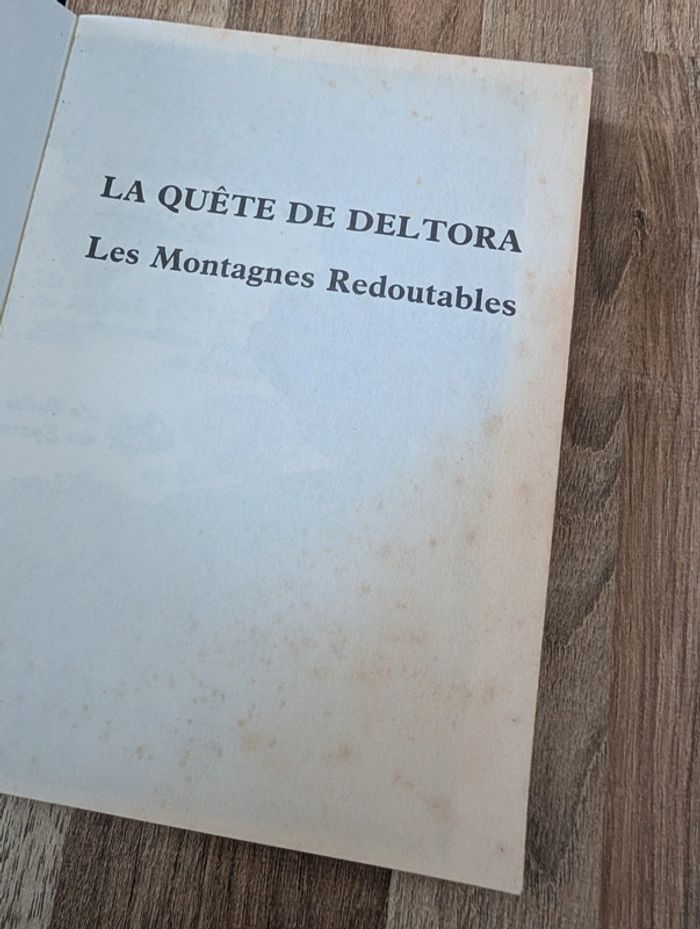 LA QUÊTE DE DELTORA
Les Montagnes Redoutables